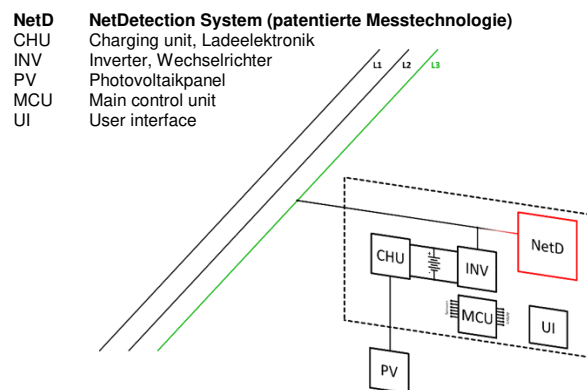 NetD NetDetection System (patentierte Messtechnologie)
CHU Charging unit, Ladeelektronik
INV Inverter, Wechselrichter
PV Photovoltaikpanel
MCU Main control unit
UI User interface
L1 L2 L3
NetD
CHU
INV
MCU
UI
PV